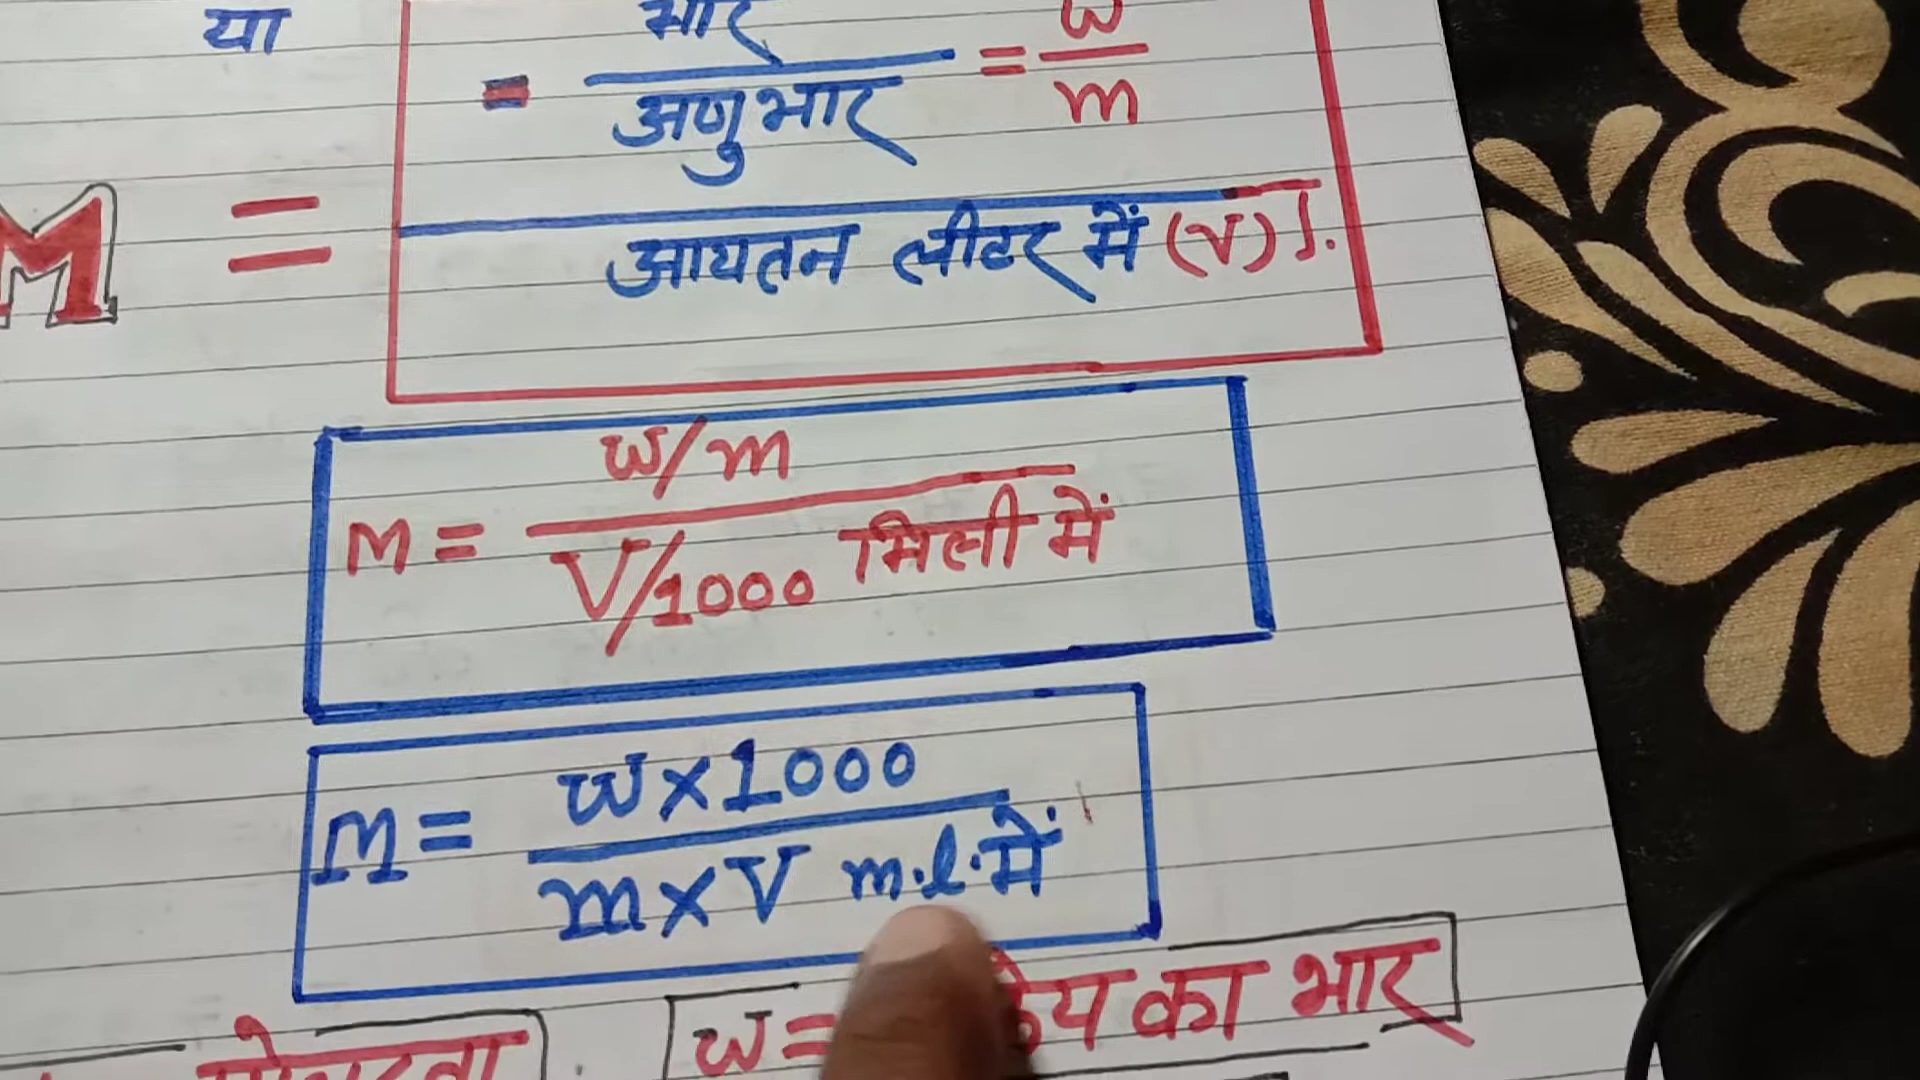 या
भार
= ――― = w/m
अणुभार
M =
आयतन लीटर में (V) l.
w/m
M = ―――
V/1000 मिली में
w×1000
M = ―――
m×V m.l. में
w= का भार